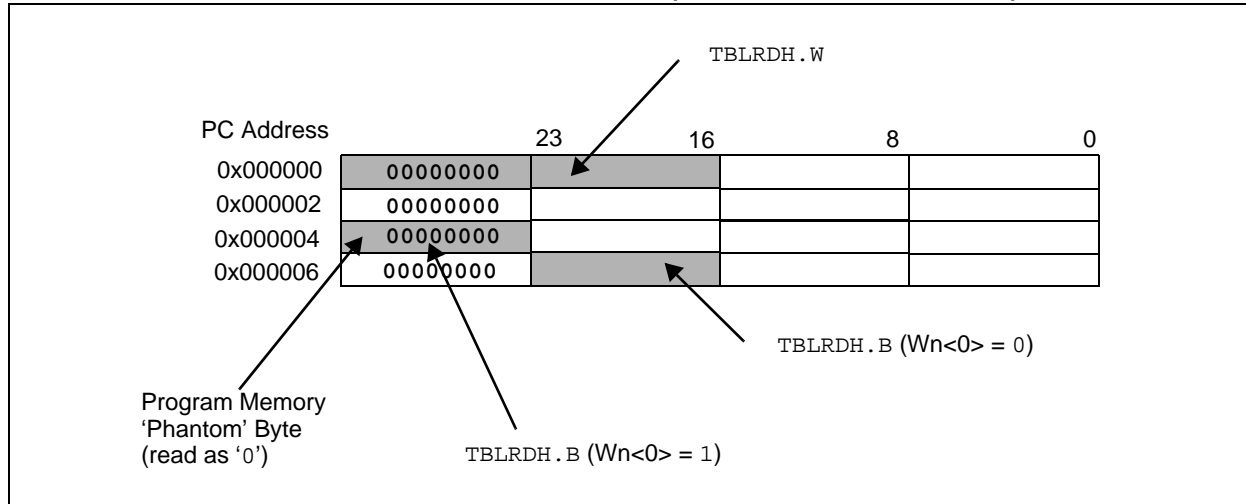 TBLRDH.W
PC Address
23 16 8 0
0x000000 00000000
0x000002 00000000
0x000004 00000000
0x000006 00000000
TBLRDH.B (Wn<0> = 0)
Program Memory
‘Phantom’ Byte
(read as ‘0’)
TBLRDH.B (Wn<0> = 1)